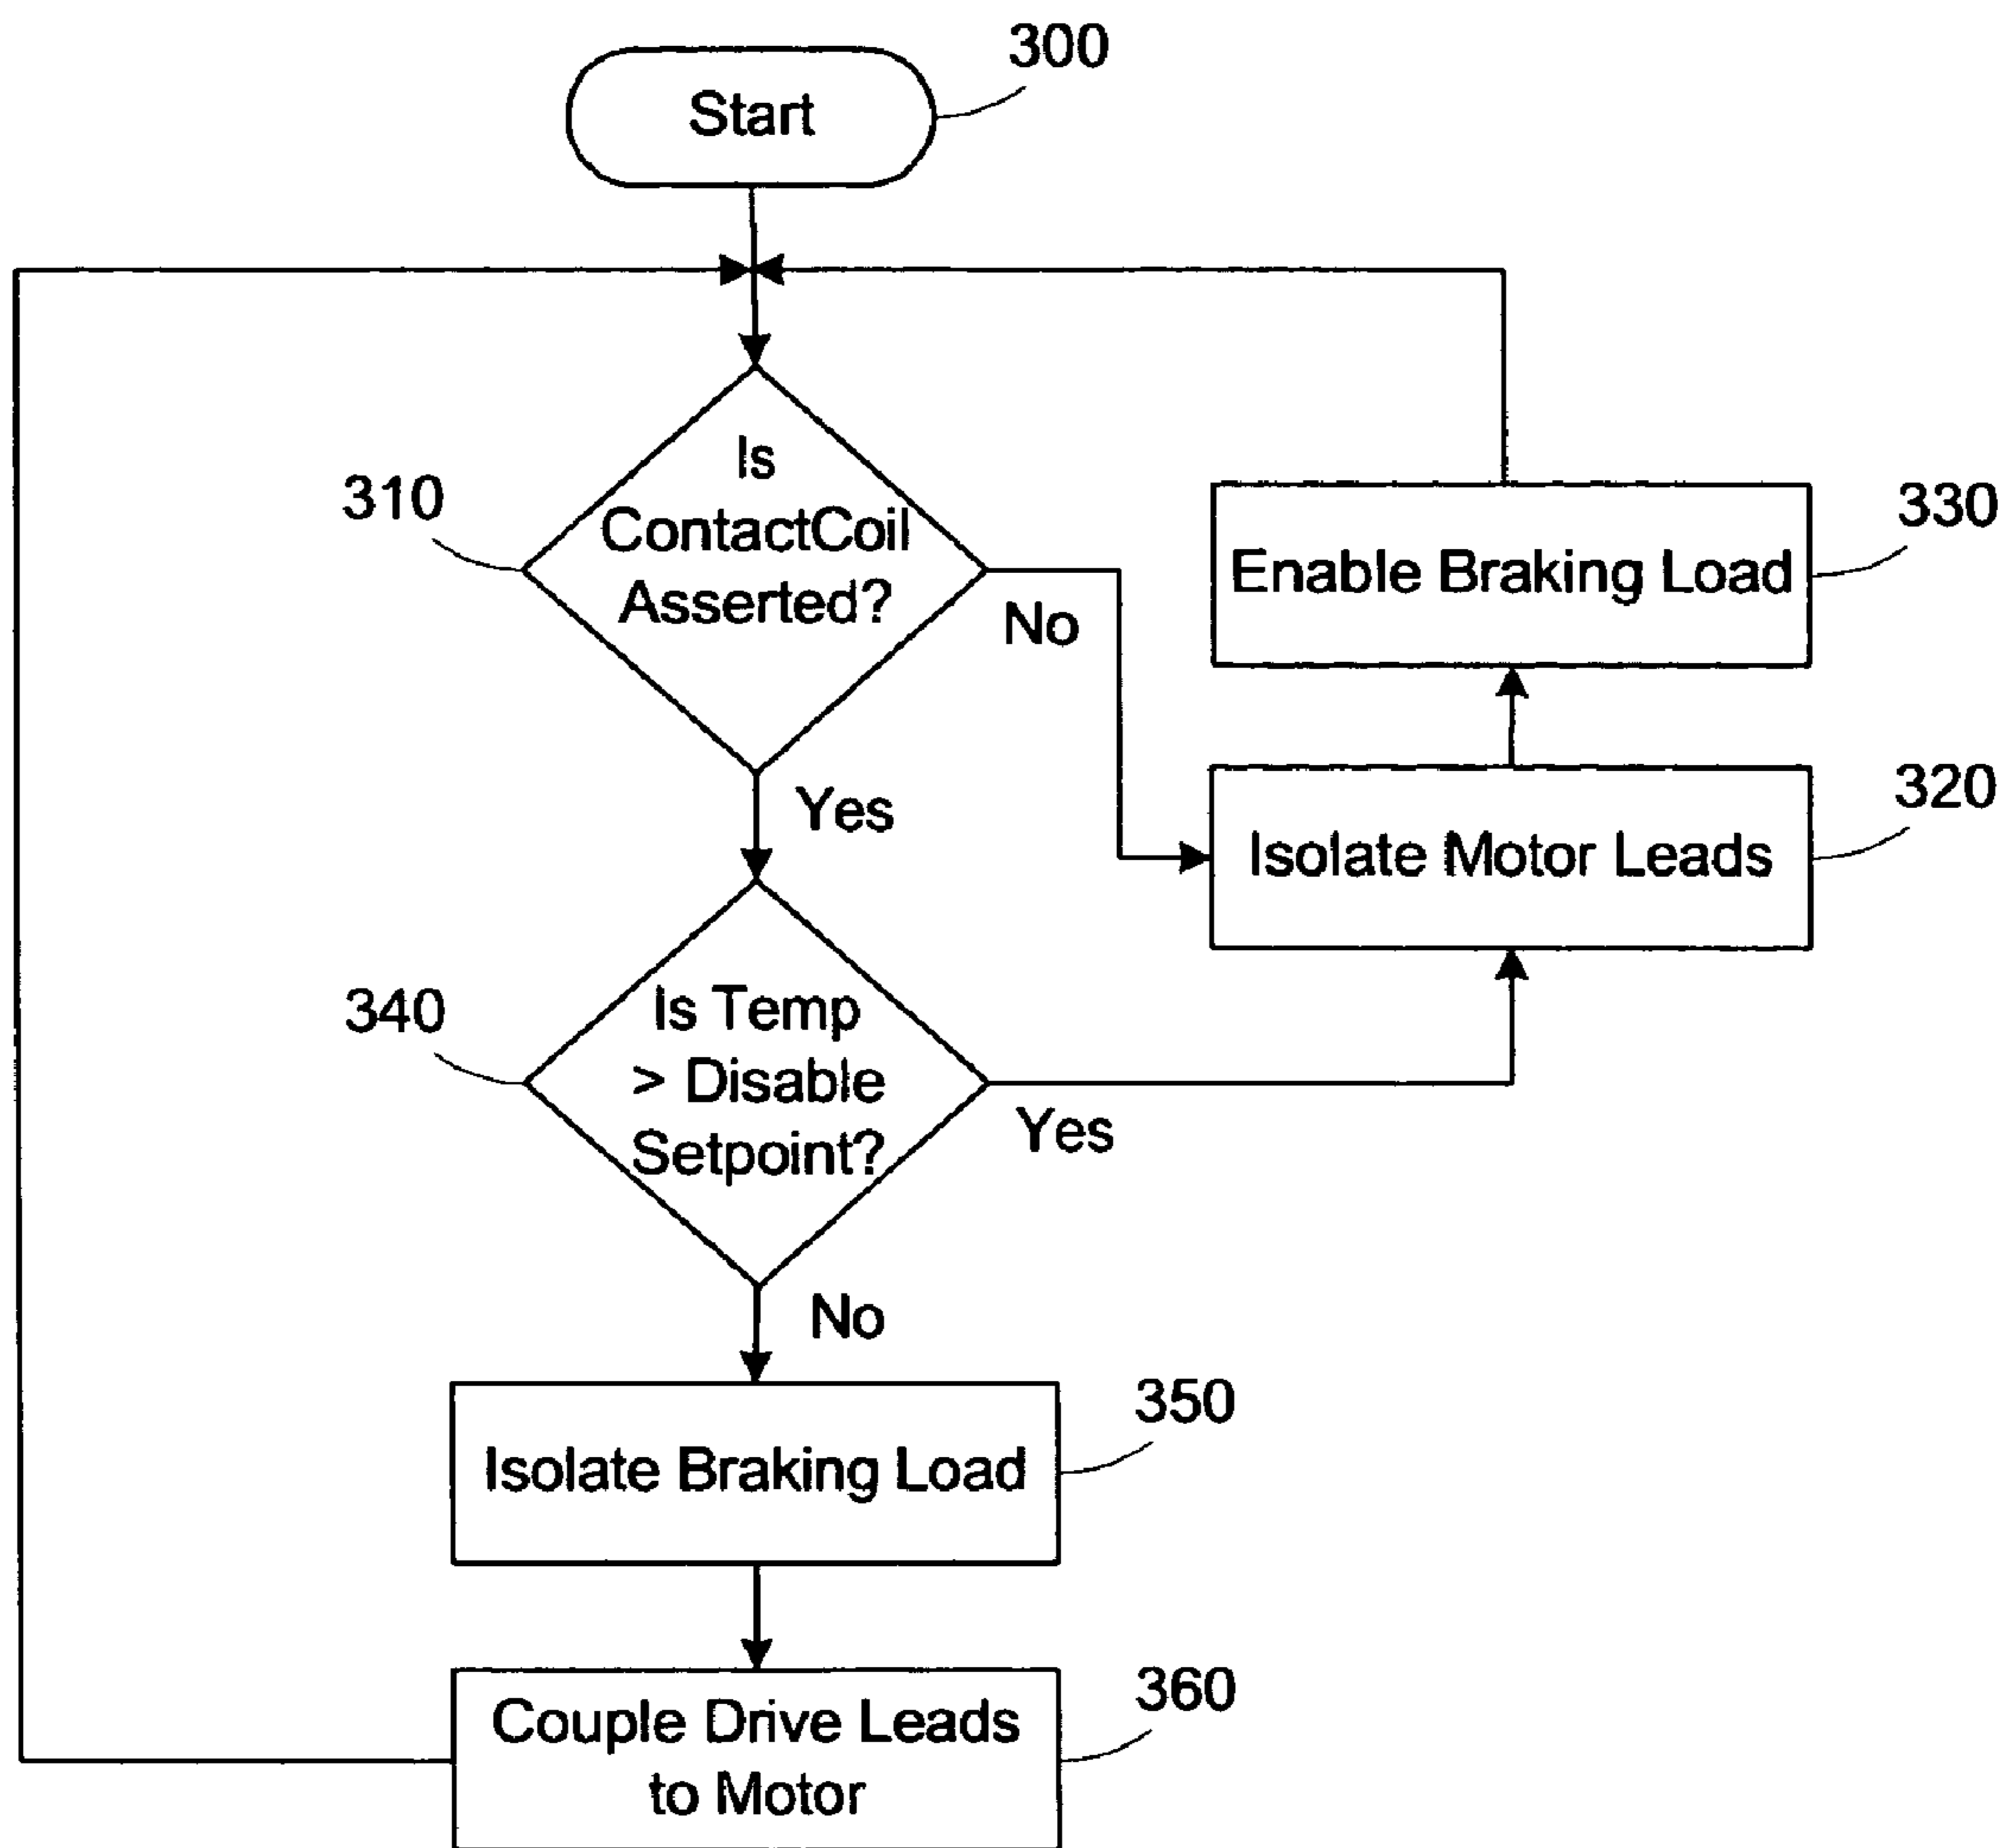 300
Start
310
Is
ContactCoil
Asserted?
No
Yes
330
Enable Braking Load
320
Isolate Motor Leads
340
Is Temp
> Disable
Setpoint?
Yes
No
350
Isolate Braking Load
360
Couple Drive Leads
to Motor